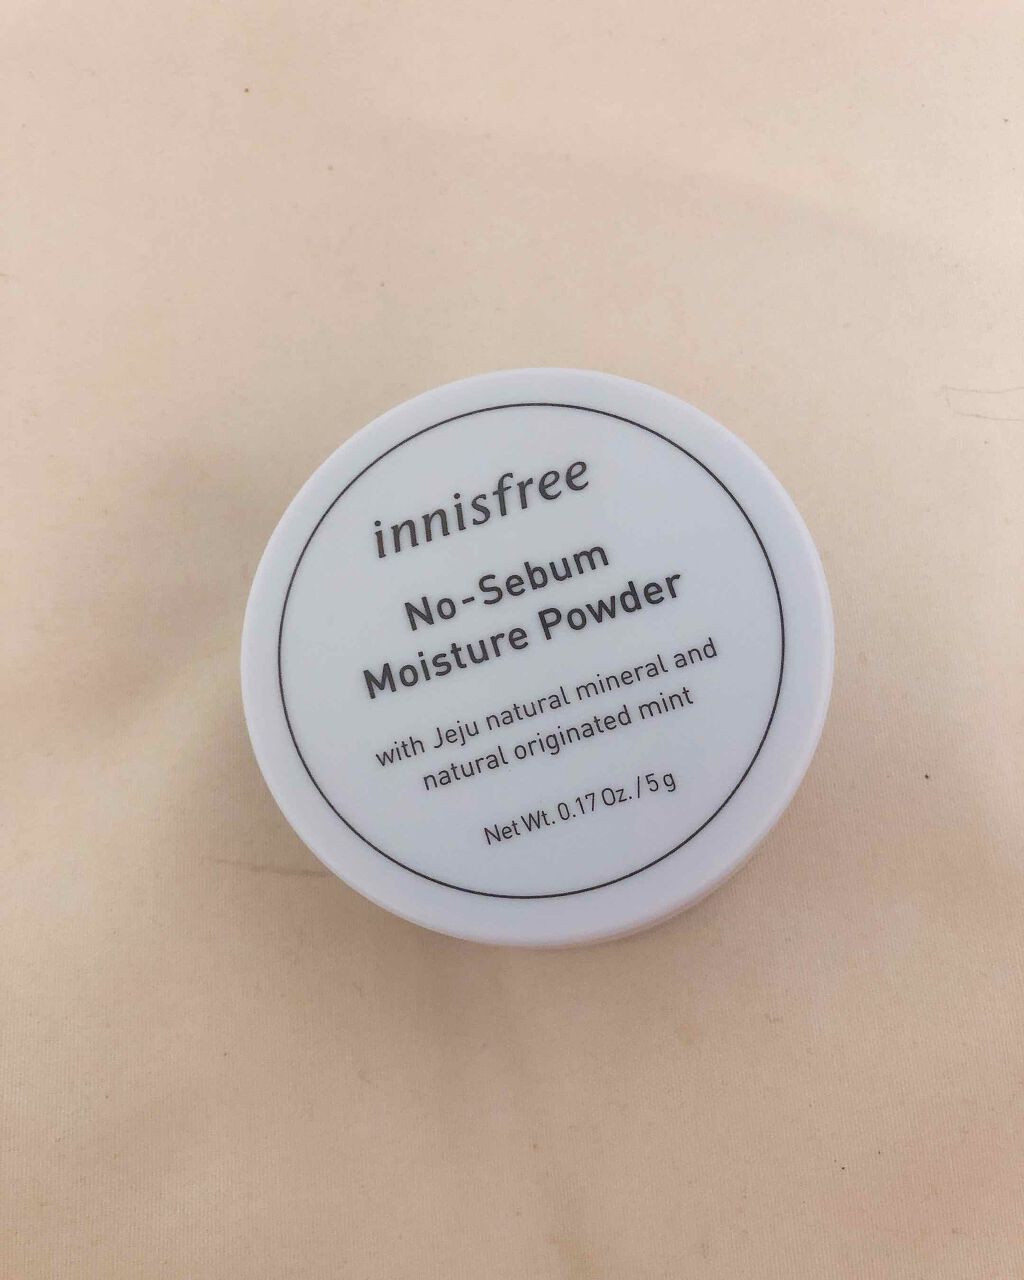 innisfree
No-Sebum
Moisture Powder
with Jeju natural mineral and
natural originated mint
Net Wt. 0.17 Oz. / 5 g